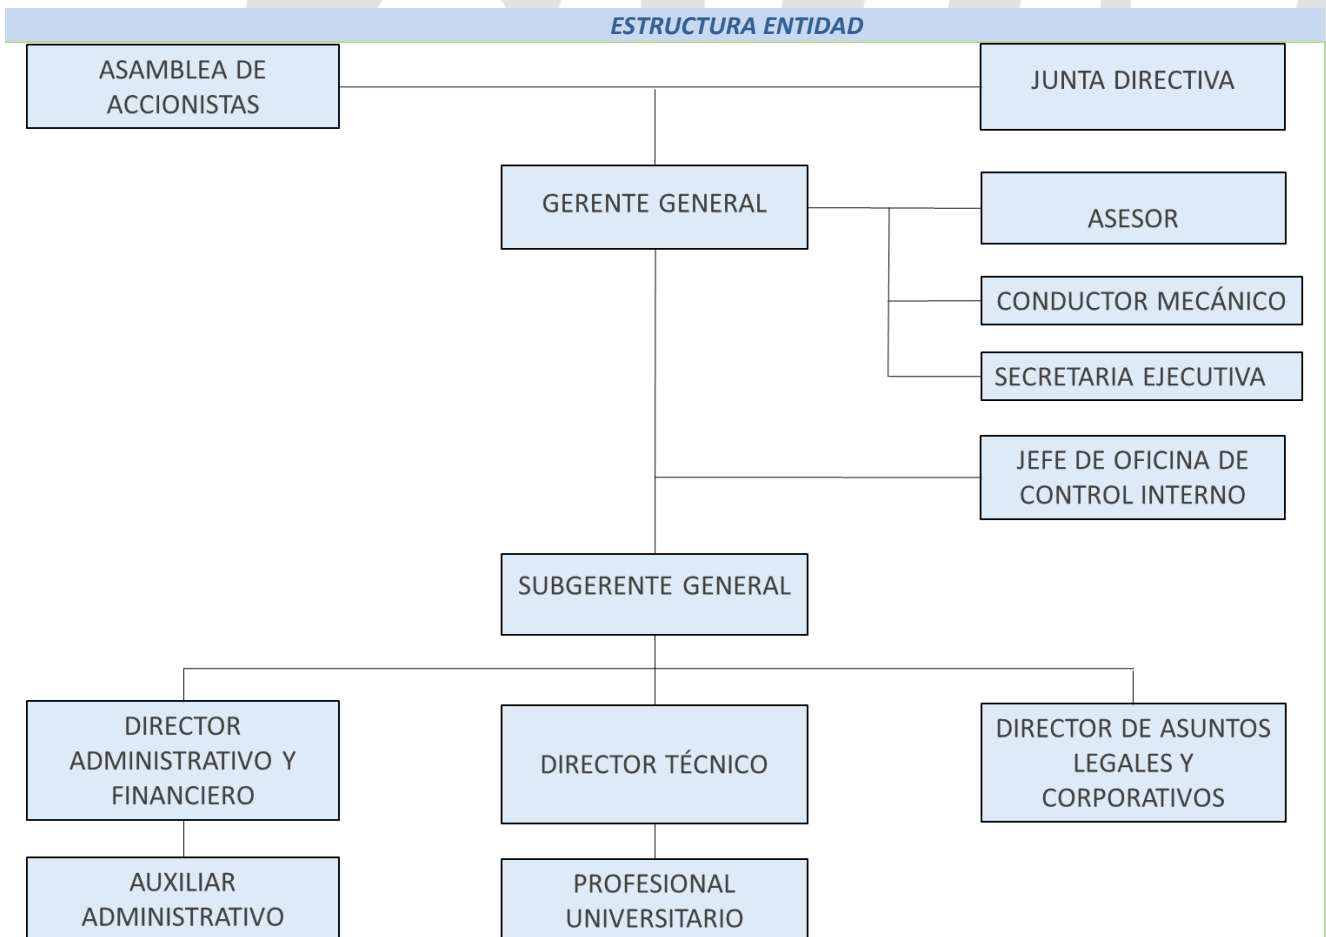 ESTRUCTURA ENTIDAD
ASAMBLEA DE
ACCIONISTAS
JUNTA DIRECTIVA
GERENTE GENERAL
ASESOR
CONDUCTOR MECÁNICO
SECRETARIA EJECUTIVA
JEFE DE OFICINA DE
CONTROL INTERNO
SUBGERENTE GENERAL
DIRECTOR
ADMINISTRATIVO Y
FINANCIERO
DIRECTOR TÉCNICO
DIRECTOR DE ASUNTOS
LEGALES Y
CORPORATIVOS
AUXILIAR
ADMINISTRATIVO
PROFESIONAL
UNIVERSITARIO